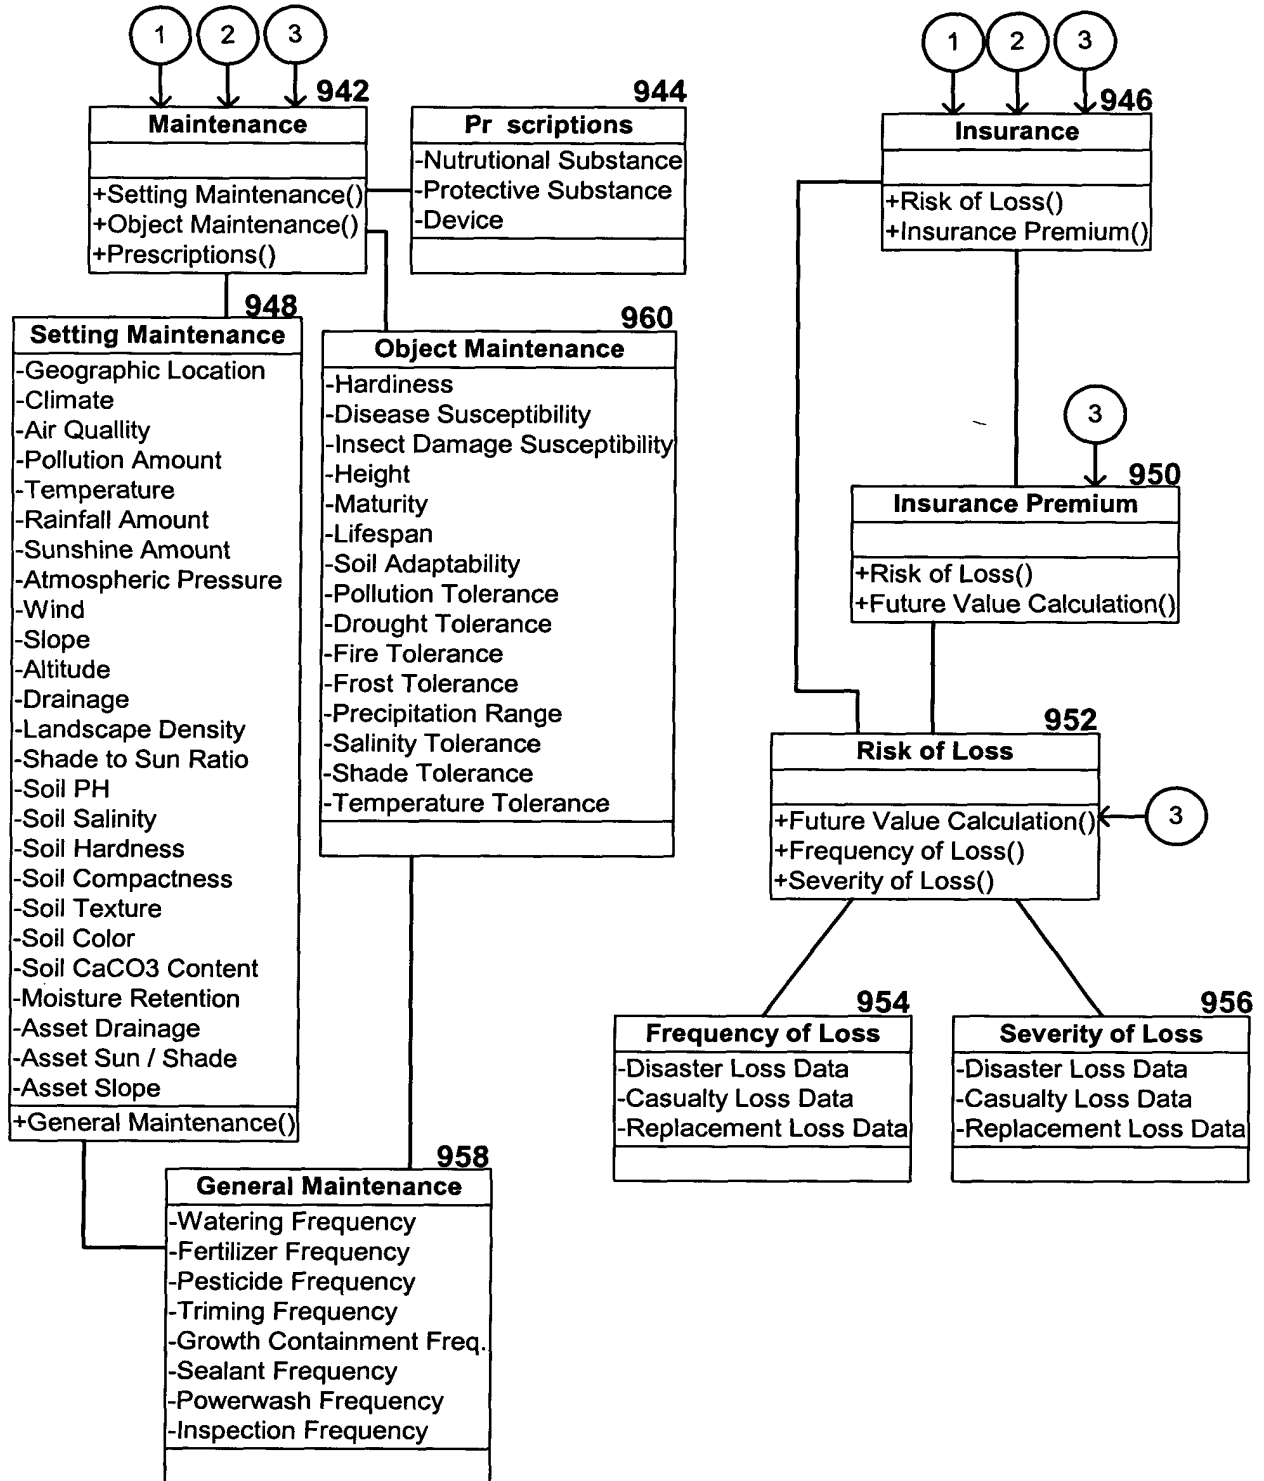 1
2
3
942
Maintenance
+Setting Maintenance()
+Object Maintenance()
+Prescriptions()
944
Pr scriptions
-Nutrutional Substance
-Protective Substance
-Device
1
2
3
946
Insurance
+Risk of Loss()
+Insurance Premium()
948
Setting Maintenance
-Geographic Location
-Climate
-Air Quallity
-Pollution Amount
-Temperature
-Rainfall Amount
-Sunshine Amount
-Atmospheric Pressure
-Wind
-Slope
-Altitude
-Drainage
-Landscape Density
-Shade to Sun Ratio
-Soil PH
-Soil Salinity
-Soil Hardness
-Soil Compactness
-Soil Texture
-Soil Color
-Soil CaCO3 Content
-Moisture Retention
-Asset Drainage
-Asset Sun / Shade
-Asset Slope
+General Maintenance()
960
Object Maintenance
-Hardiness
-Disease Susceptibility
-Insect Damage Susceptibility
-Height
-Maturity
-Lifespan
-Soil Adaptability
-Pollution Tolerance
-Drought Tolerance
-Fire Tolerance
-Frost Tolerance
-Precipitation Range
-Salinity Tolerance
-Shade Tolerance
-Temperature Tolerance
3
950
Insurance Premium
+Risk of Loss()
+Future Value Calculation()
952
Risk of Loss
+Future Value Calculation()
+Frequency of Loss()
+Severity of Loss()
3
954
Frequency of Loss
-Disaster Loss Data
-Casualty Loss Data
-Replacement Loss Data
956
Severity of Loss
-Disaster Loss Data
-Casualty Loss Data
-Replacement Loss Data
958
General Maintenance
-Watering Frequency
-Fertilizer Frequency
-Pesticide Frequency
-Triming Frequency
-Growth Containment Freq.
-Sealant Frequency
-Powerwash Frequency
-Inspection Frequency